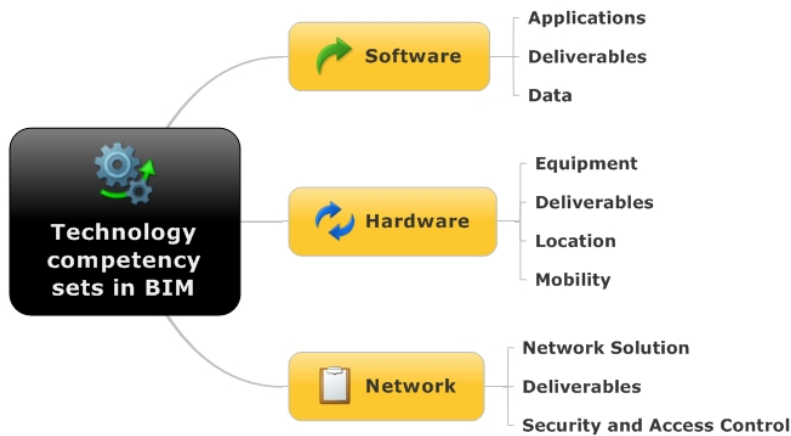 Technology
competency
sets in BIM
Software
Applications
Deliverables
Data
Hardware
Equipment
Deliverables
Location
Mobility
Network
Network Solution
Deliverables
Security and Access Control